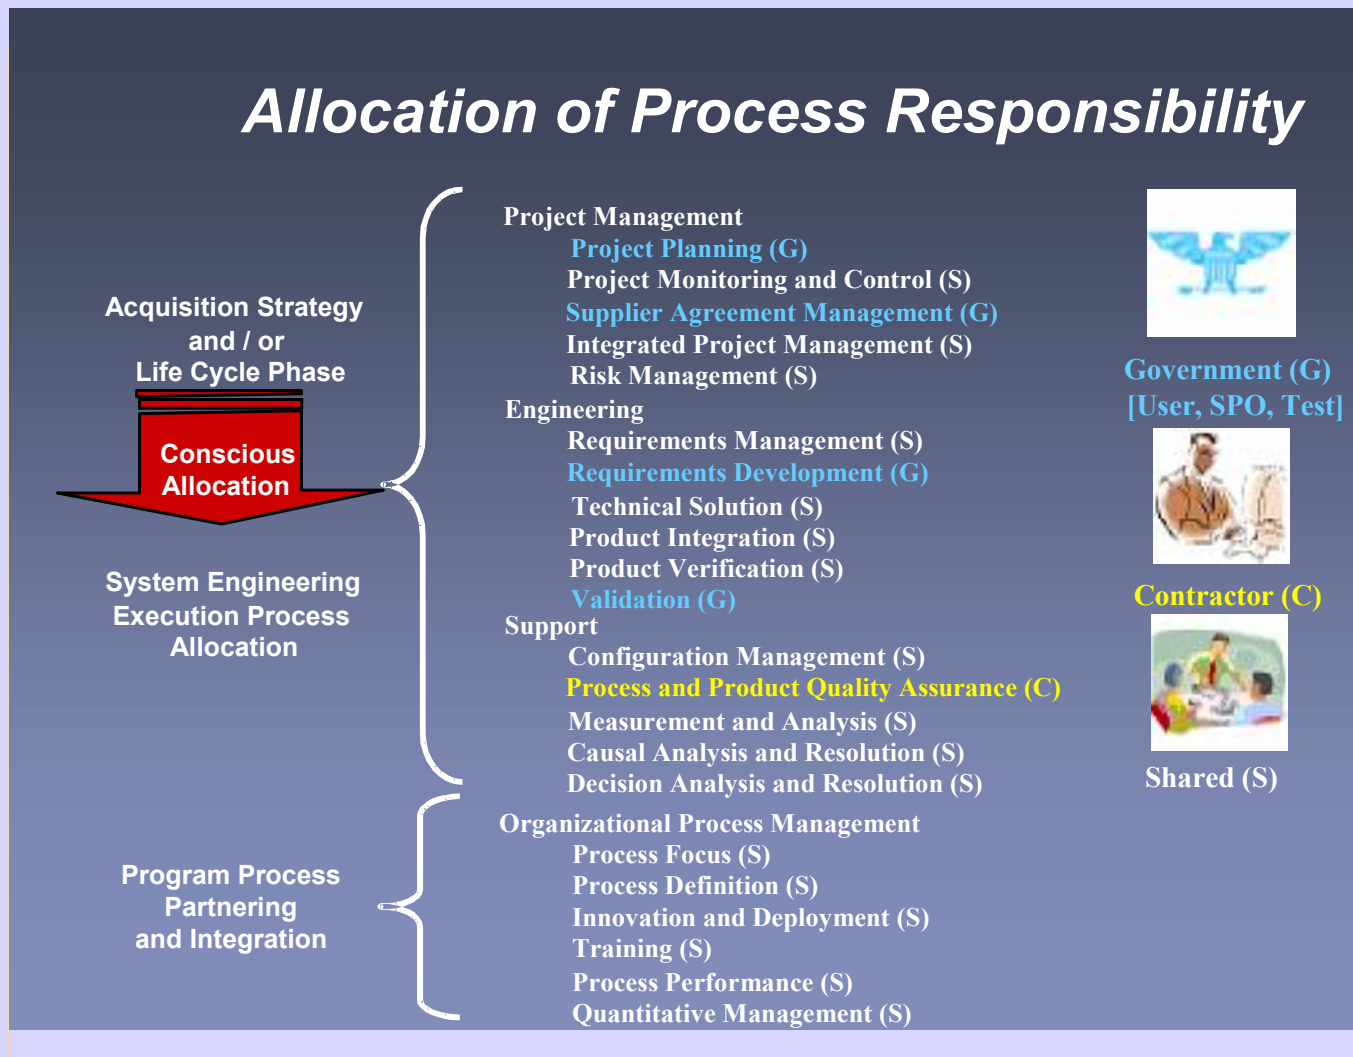 Allocation of Process Responsibility
Acquisition Strategy
and / or
Life Cycle Phase
Conscious
Allocation
System Engineering
Execution Process
Allocation
Program Process
Partnering
and Integration
Project Management
Project Planning (G)
Project Monitoring and Control (S)
Supplier Agreement Management (G)
Integrated Project Management (S)
Risk Management (S)
Engineering
Requirements Management (S)
Requirements Development (G)
Technical Solution (S)
Product Integration (S)
Product Verification (S)
Validation (G)
Support
Configuration Management (S)
Process and Product Quality Assurance (C)
Measurement and Analysis (S)
Causal Analysis and Resolution (S)
Decision Analysis and Resolution (S)
Organizational Process Management
Process Focus (S)
Process Definition (S)
Innovation and Deployment (S)
Training (S)
Process Performance (S)
Quantitative Management (S)
Government (G)
[User, SPO, Test]
Contractor (C)
Shared (S)